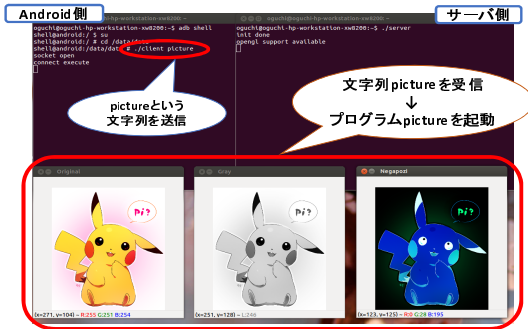 Android側
サーバ側
oguchi@oguchi-hp-workstation-xw8200:~$ adb shell
shell@android:/ $ su
shell@android:/ # cd /data/data
shell@android:/data/data # ./client picture
socket open
connect execute
oguchi@oguchi-hp-workstation-xw8200:~$ ./server
init done
opengl support available
pictureという
文字列を送信
文字列pictureを受信
↓
プログラムpictureを起動
Original
Gray
Negapozi
Pi?
Pi?
Pi?
(x=271, y=104) ~ R:255 G:251 B:254
(x=251, y=128) ~ L:246
(x=123, y=125) ~ R:0 G:28 B:195